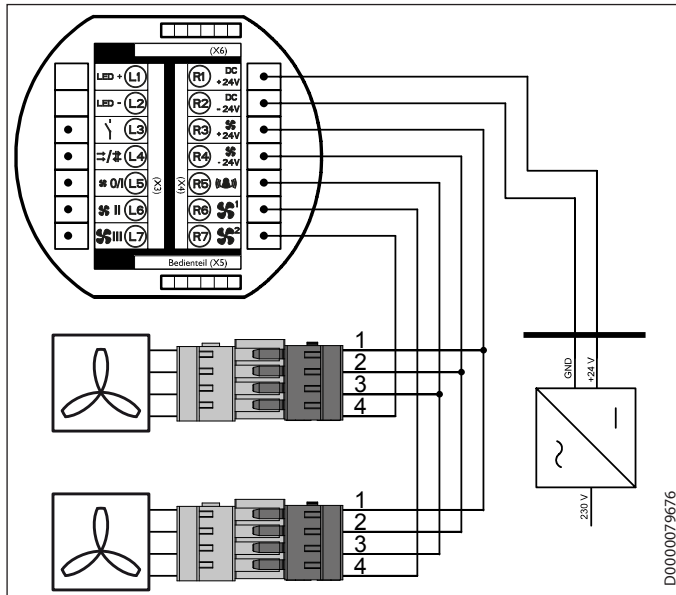 (X6)
LED + L1
LED - L2
L3
/ L4
0/I L5
II L6
III L7
(X3)
(X4)
R1 DC + 24V
R2 DC - 24V
R3 + 24V
R4 - 24V
R5
R6 1
R7 2
Bedienteil (X5)
1
2
3
4
1
2
3
4
GND
+24 V
230 V
D0000079676